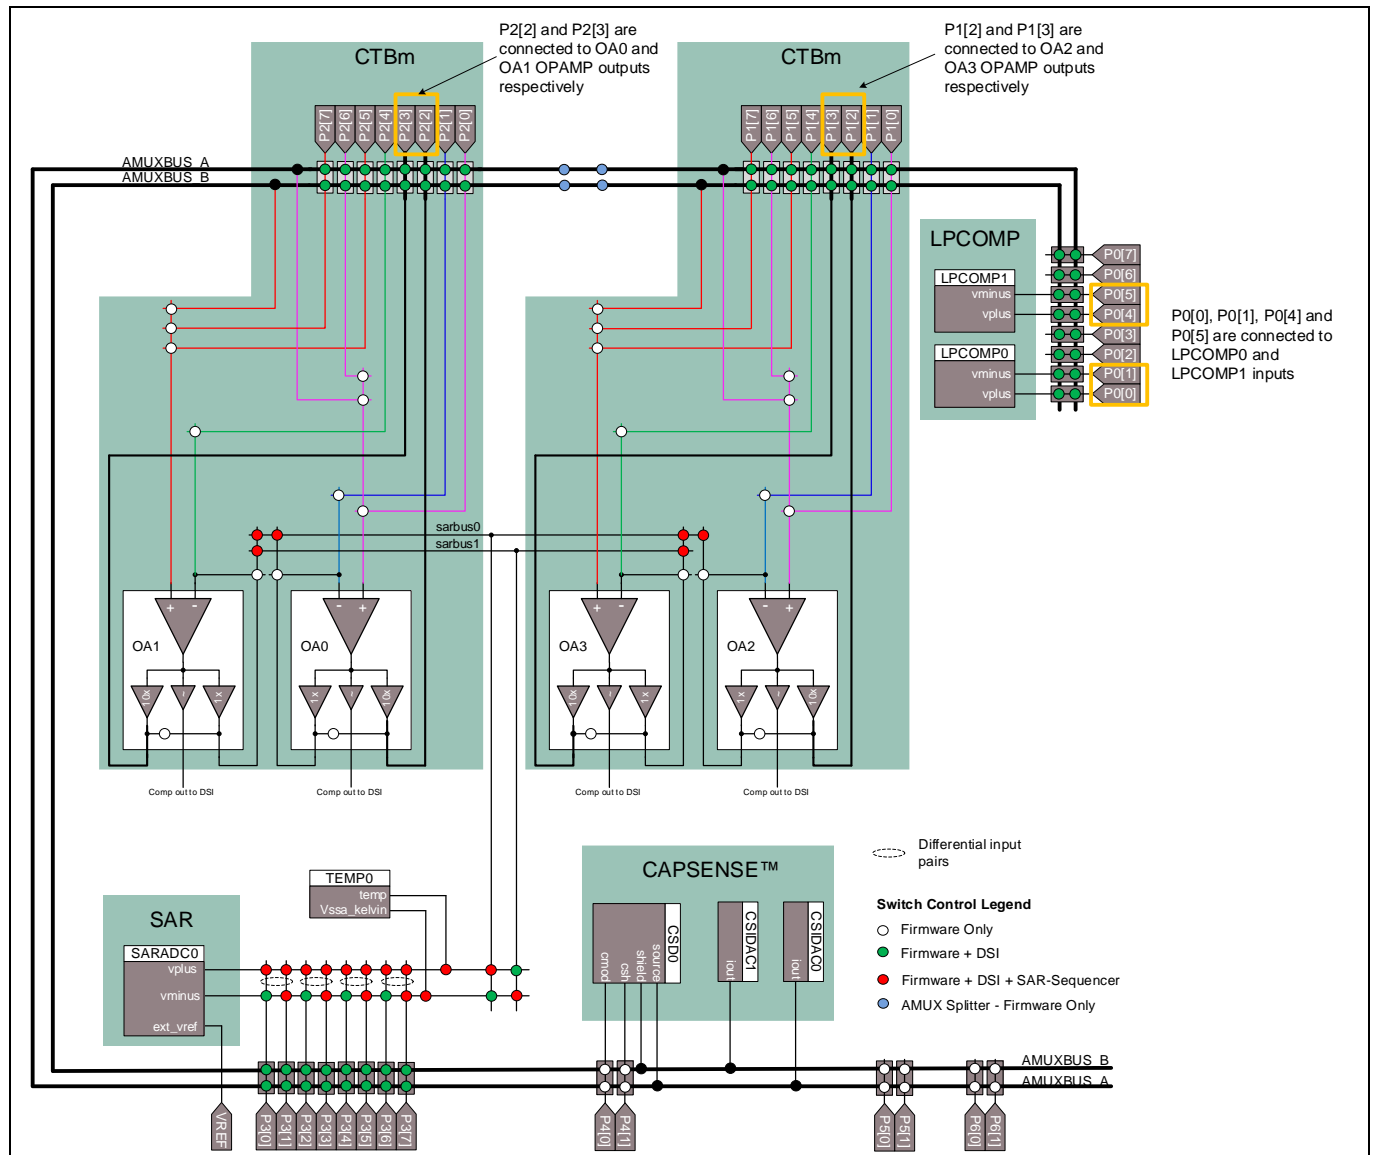 P2[2] and P2[3] are
connected to OA0 and
OA1 OPAMP outputs
respectively
P1[2] and P1[3] are
connected to OA2 and
OA3 OPAMP outputs
respectively
CTBm
CTBm
P2[7]
P2[6]
P2[5]
P2[4]
P2[3]
P2[2]
P2[1]
P2[0]
P1[7]
P1[6]
P1[5]
P1[4]
P1[3]
P1[2]
P1[1]
P1[0]
AMUXBUS_A
AMUXBUS_B
LPCOMP
LPCOMP1
vminus
vplus
LPCOMP0
vminus
vplus
P0[7]
P0[6]
P0[5]
P0[4]
P0[3]
P0[2]
P0[1]
P0[0]
P0[0], P0[1], P0[4] and
P0[5] are connected to
LPCOMP0 and
LPCOMP1 inputs
sarbus0
sarbus1
+ -
OA1
10x
~
1x
- +
OA0
1x
~
10x
+ -
OA3
10x
~
1x
- +
OA2
1x
~
10x
Comp out to DSI
Comp out to DSI
Comp out to DSI
Comp out to DSI
Differential input
pairs
Switch Control Legend
Firmware Only
Firmware + DSI
Firmware + DSI + SAR-Sequencer
AMUX Splitter - Firmware Only
CAPSENSE™
CSD0
cmod
csh
shield
source
CSIDAC1
iout
CSIDAC0
iout
TEMP0
temp
Vssa_kelvin
SAR
SARADC0
vplus
vminus
ext_vref
AMUXBUS_B
AMUXBUS_A
VREF
P3[0]
P3[1]
P3[2]
P3[3]
P3[4]
P3[5]
P3[6]
P3[7]
P4[0]
P4[1]
P5[0]
P5[1]
P6[0]
P6[1]